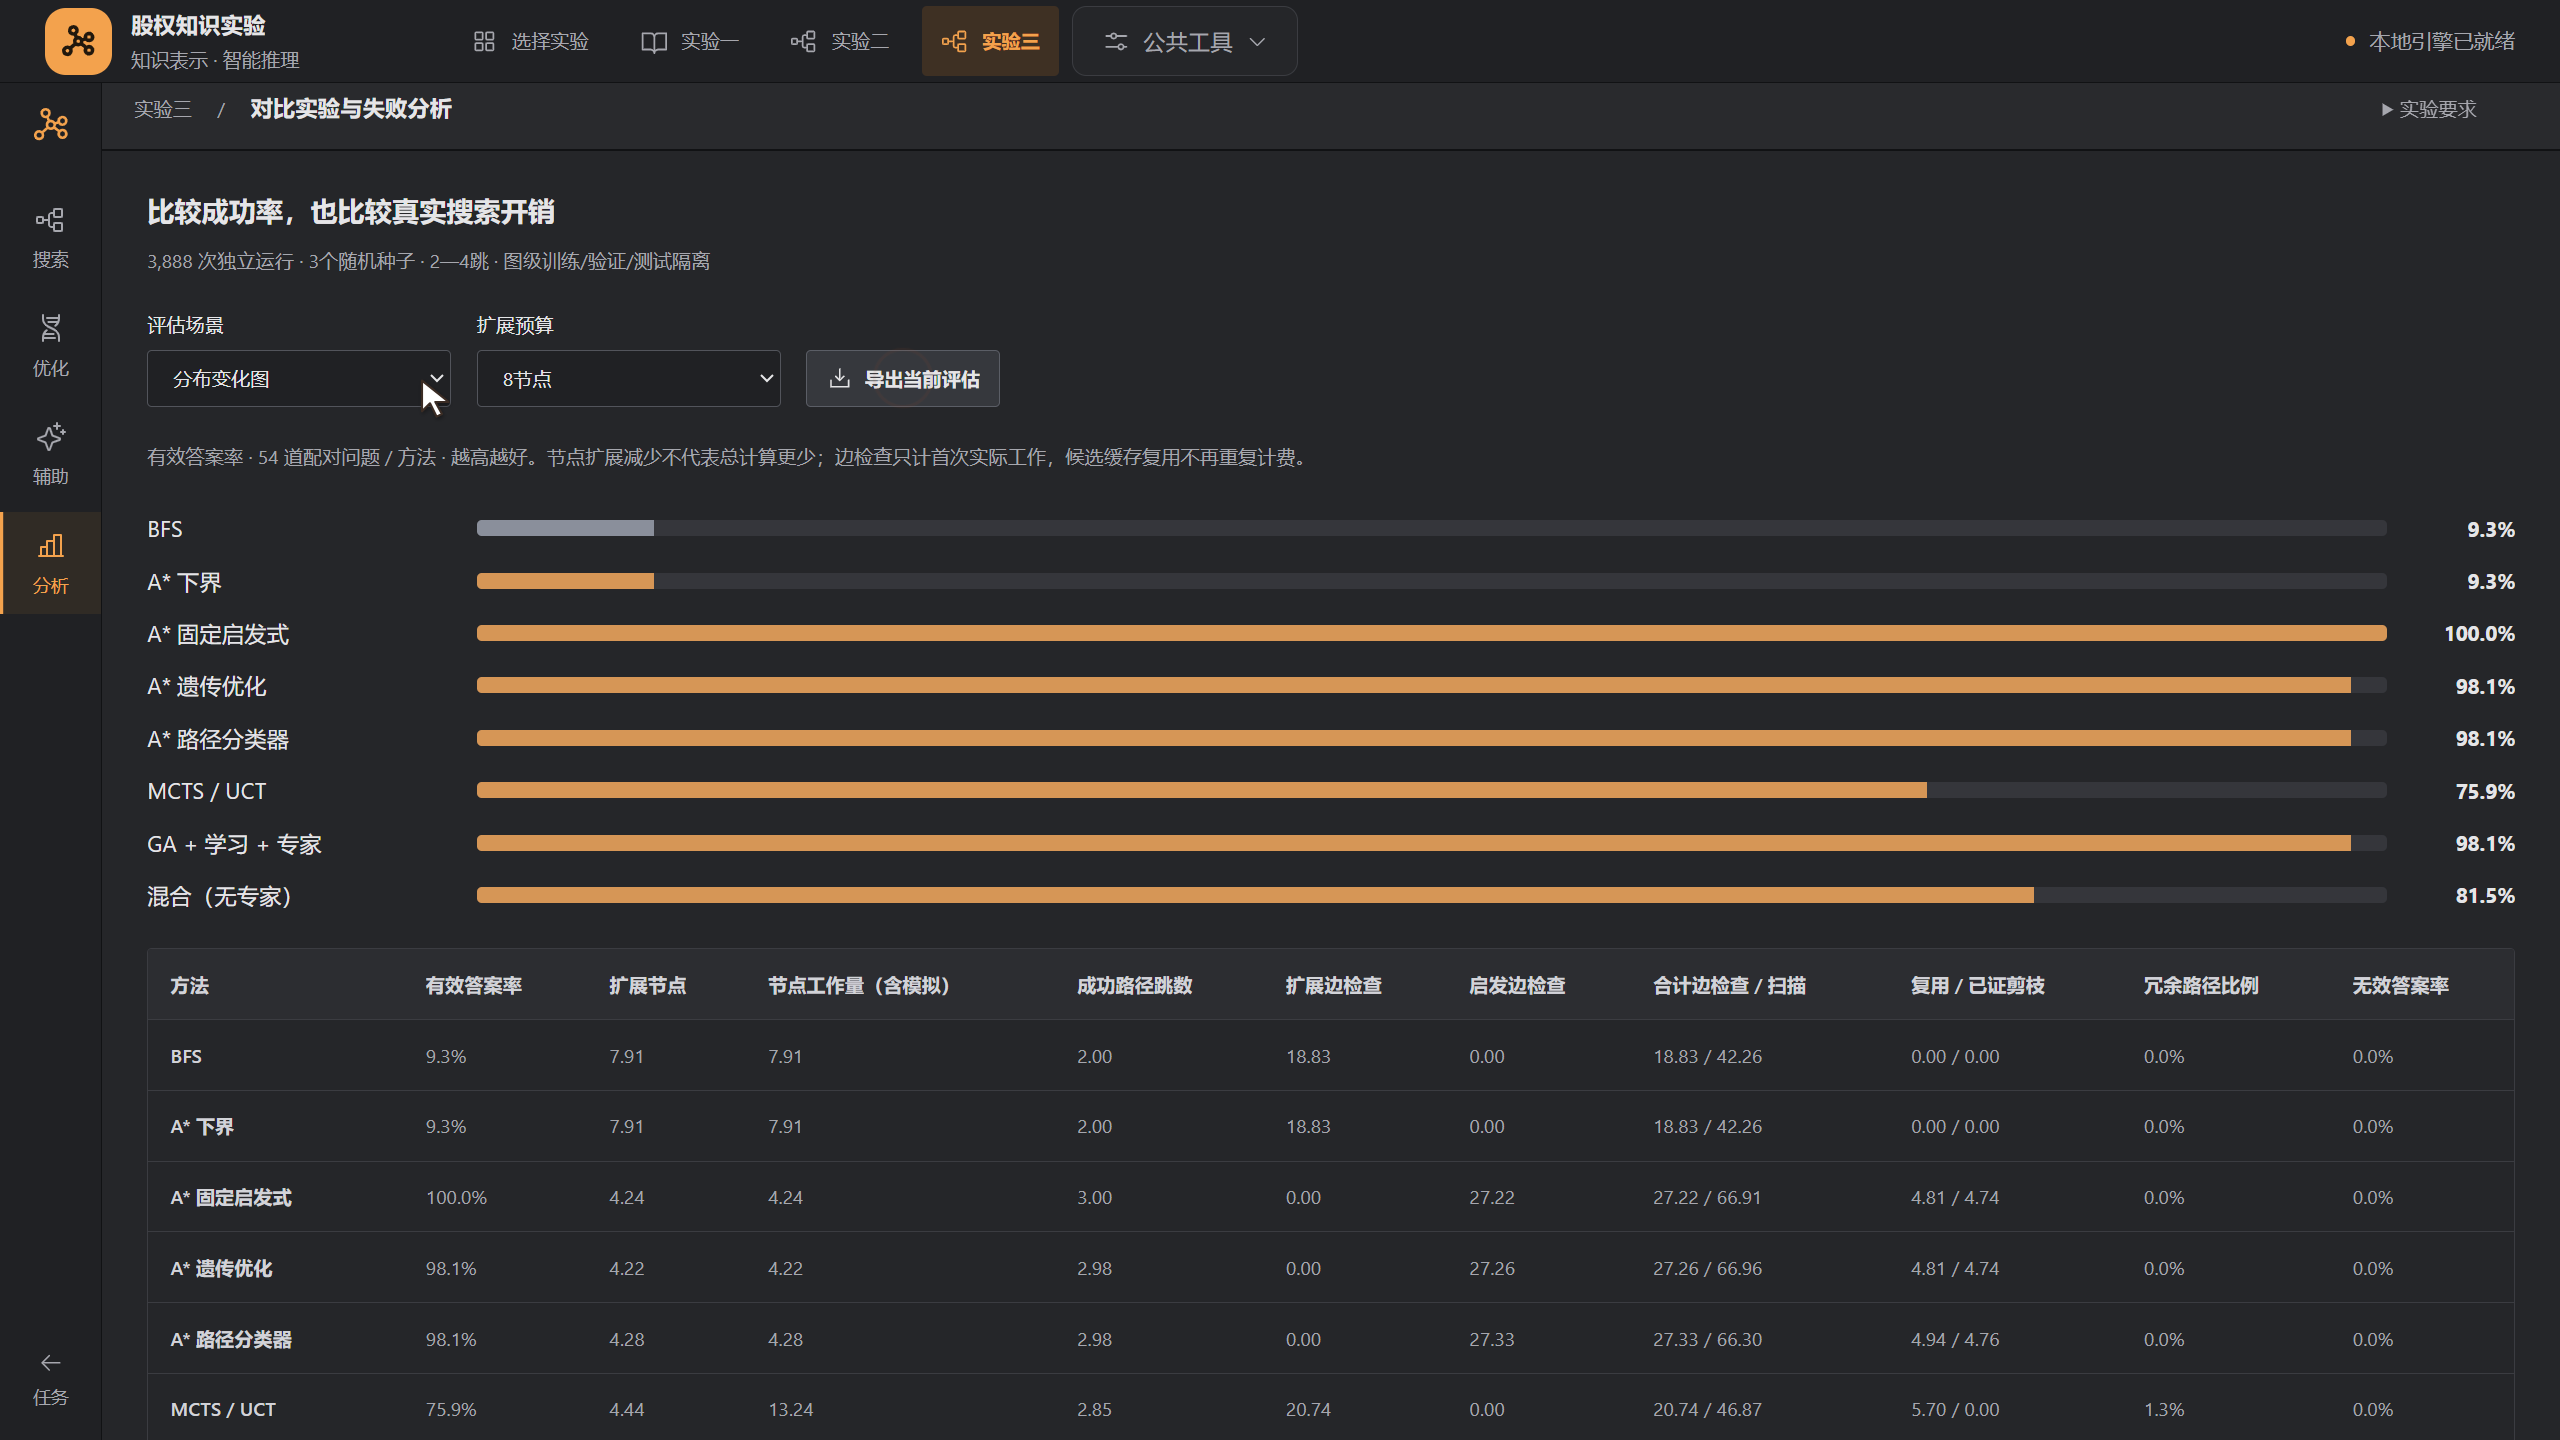 股权知识实验
知识表示 · 智能推理
选择实验
实验一
实验二
实验三
公共工具
本地引擎已就绪
实验三 / 对比实验与失败分析
▶ 实验要求
搜索
优化
辅助
分析
任务
比较成功率，也比较真实搜索开销
3,888 次独立运行 · 3个随机种子 · 2—4跳 · 图级训练/验证/测试隔离
评估场景
扩展预算
分布变化图
8节点
导出当前评估
有效答案率 · 54 道配对问题 / 方法 · 越高越好。节点扩展减少不代表总计算更少；边检查只计首次实际工作，候选缓存复用不再重复计费。
BFS 9.3%
A* 下界 9.3%
A* 固定启发式 100.0%
A* 遗传优化 98.1%
A* 路径分类器 98.1%
MCTS / UCT 75.9%
GA + 学习 + 专家 98.1%
混合（无专家） 81.5%
方法 有效答案率 扩展节点 节点工作量（含模拟） 成功路径跳数 扩展边检查 启发边检查 合计边检查 / 扫描 复用 / 已证剪枝 冗余路径比例 无效答案率
BFS 9.3% 7.91 7.91 2.00 18.83 0.00 18.83 / 42.26 0.00 / 0.00 0.0% 0.0%
A* 下界 9.3% 7.91 7.91 2.00 18.83 0.00 18.83 / 42.26 0.00 / 0.00 0.0% 0.0%
A* 固定启发式 100.0% 4.24 4.24 3.00 0.00 27.22 27.22 / 66.91 4.81 / 4.74 0.0% 0.0%
A* 遗传优化 98.1% 4.22 4.22 2.98 0.00 27.26 27.26 / 66.96 4.81 / 4.74 0.0% 0.0%
A* 路径分类器 98.1% 4.28 4.28 2.98 0.00 27.33 27.33 / 66.30 4.94 / 4.76 0.0% 0.0%
MCTS / UCT 75.9% 4.44 13.24 2.85 20.74 0.00 20.74 / 46.87 5.70 / 0.00 1.3% 0.0%